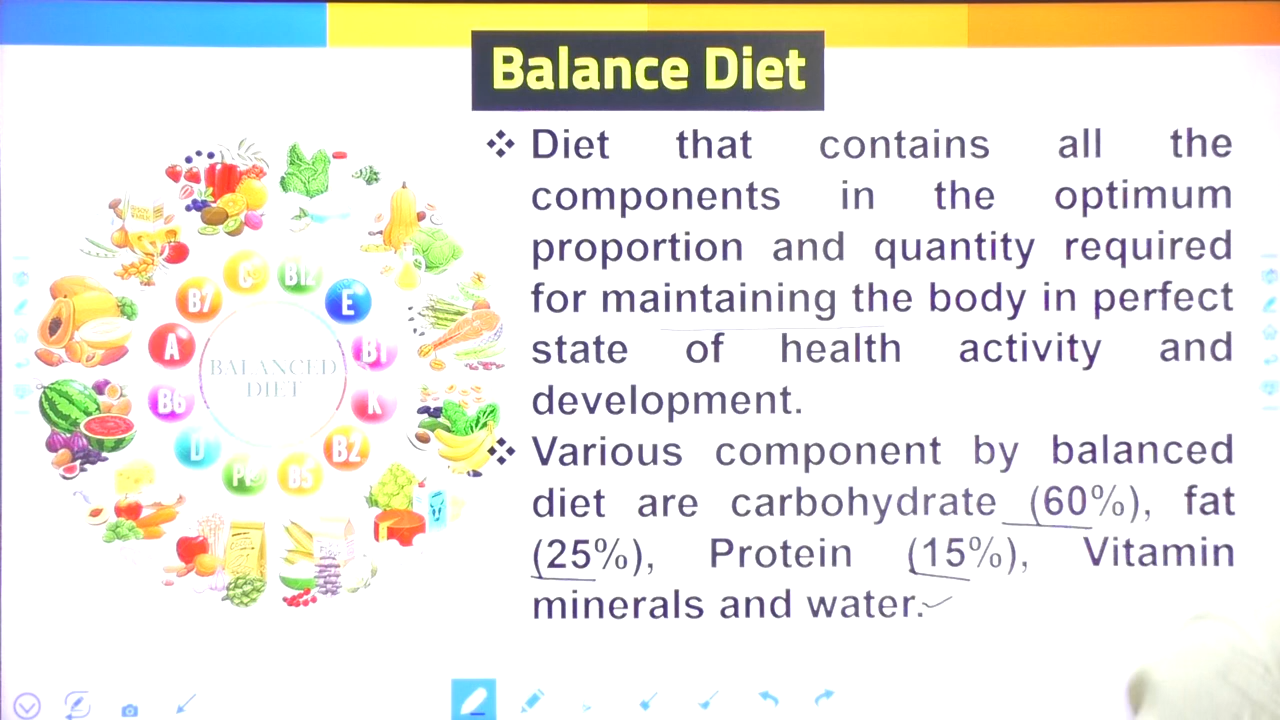 Balance Diet
❖ Diet that contains all the
components in the optimum
proportion and quantity required
for maintaining the body in perfect
state of health activity and
development.
❖ Various component by balanced
diet are carbohydrate (60%), fat
(25%), Protein (15%), Vitamin
minerals and water.
C
B12
B7
E
A
B1
B6
K
D
B2
B5
BALANCED
DIET